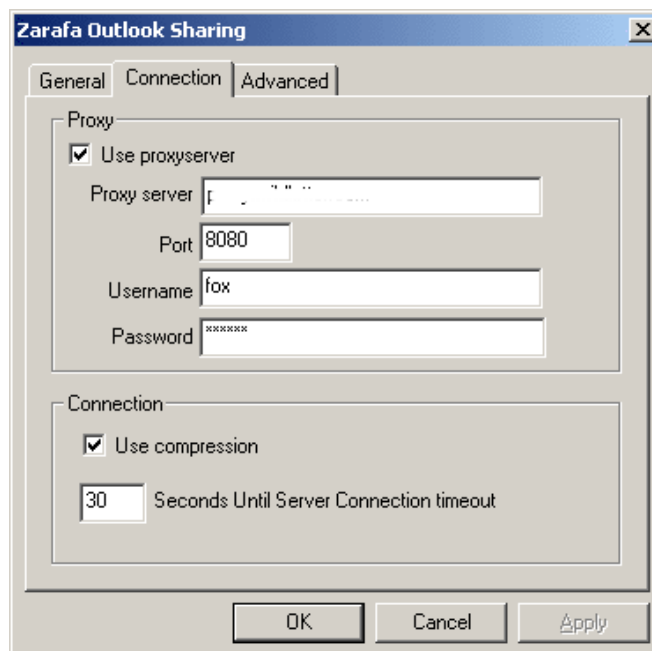 Zarafa Outlook Sharing
General Connection Advanced
Proxy
Use proxyserver
Proxy server
Port 8080
Username fox
Password ******
Connection
Use compression
30 Seconds Until Server Connection timeout
OK Cancel Apply